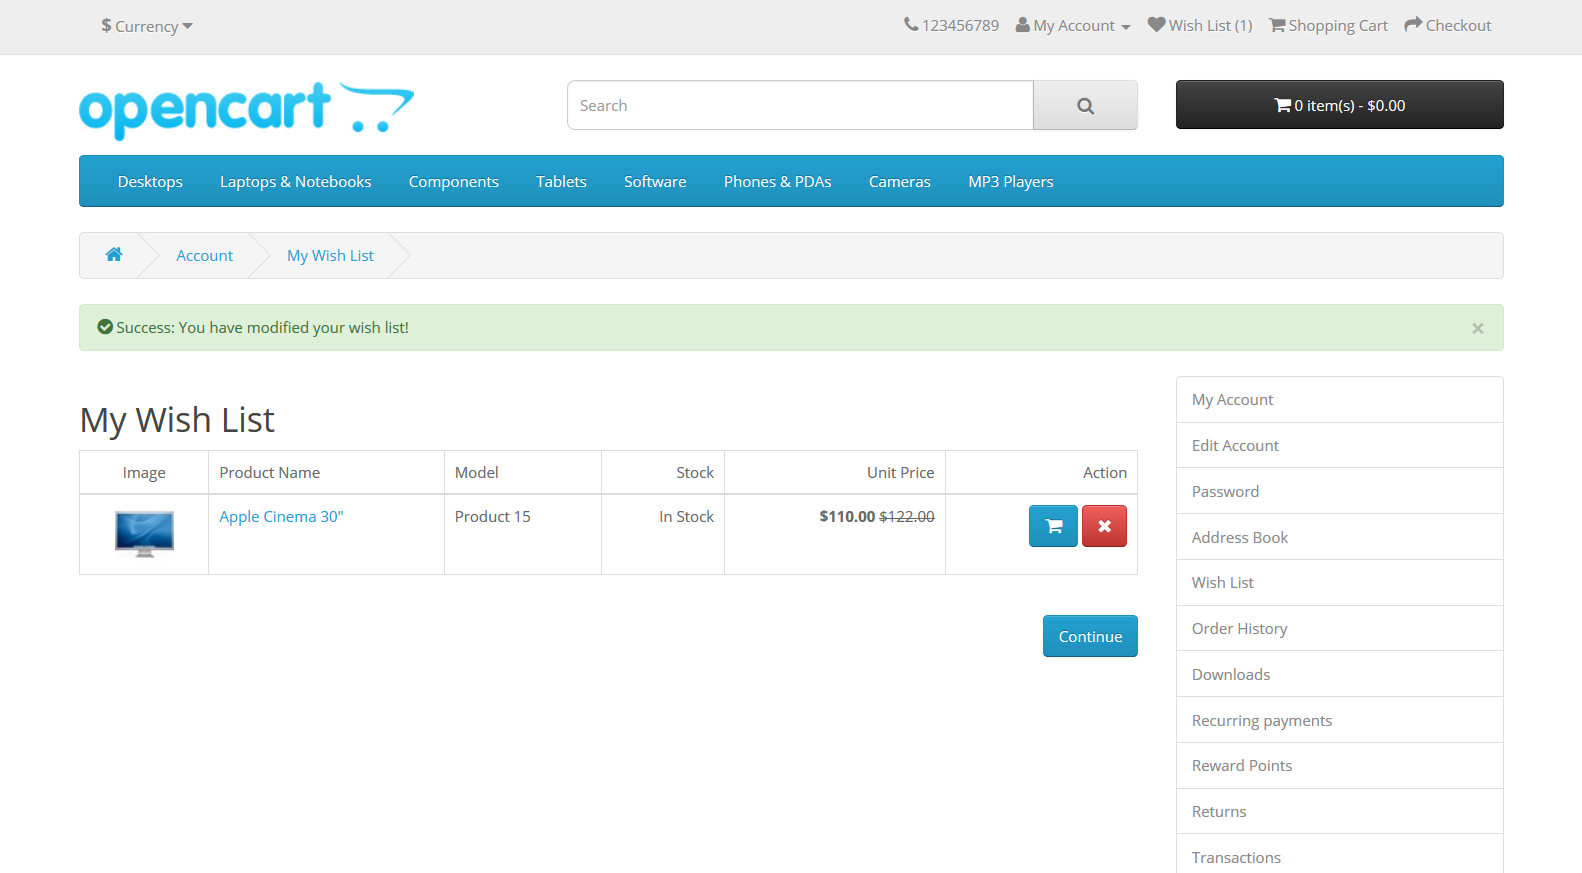 $ Currency 123456789 My Account Wish List (1) Shopping Cart Checkout
opencart
Search
0 item(s) - $0.00
Desktops Laptops & Notebooks Components Tablets Software Phones & PDAs Cameras MP3 Players
Account My Wish List
Success: You have modified your wish list! ×
My Wish List
Image Product Name Model Stock Unit Price Action
Apple Cinema 30" Product 15 In Stock $110.00 $122.00
Continue
My Account
Edit Account
Password
Address Book
Wish List
Order History
Downloads
Recurring payments
Reward Points
Returns
Transactions